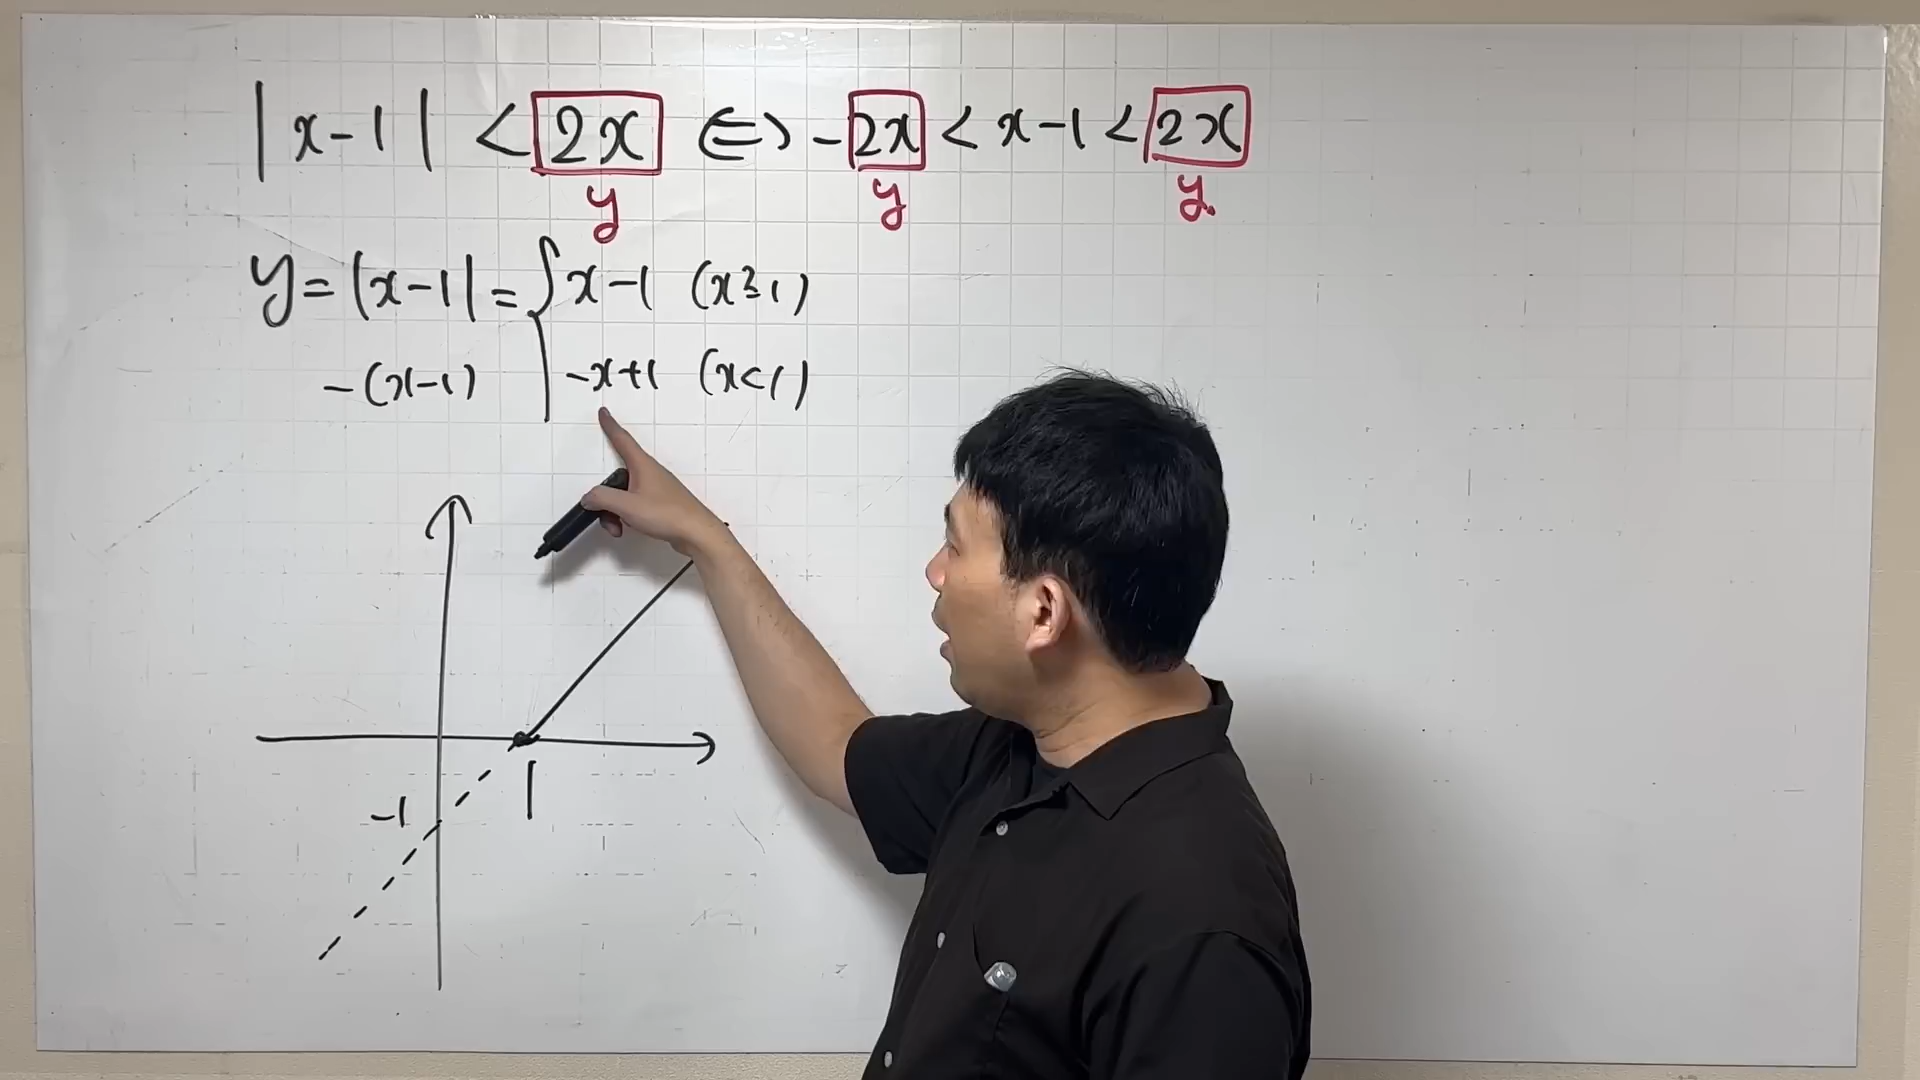 |x-1| < 2x ⇔ -2x < x-1 < 2x
y y y.
y = |x-1| = { x-1 (x≧1)
-(x-1) -x+1 (x<1)
-1 1